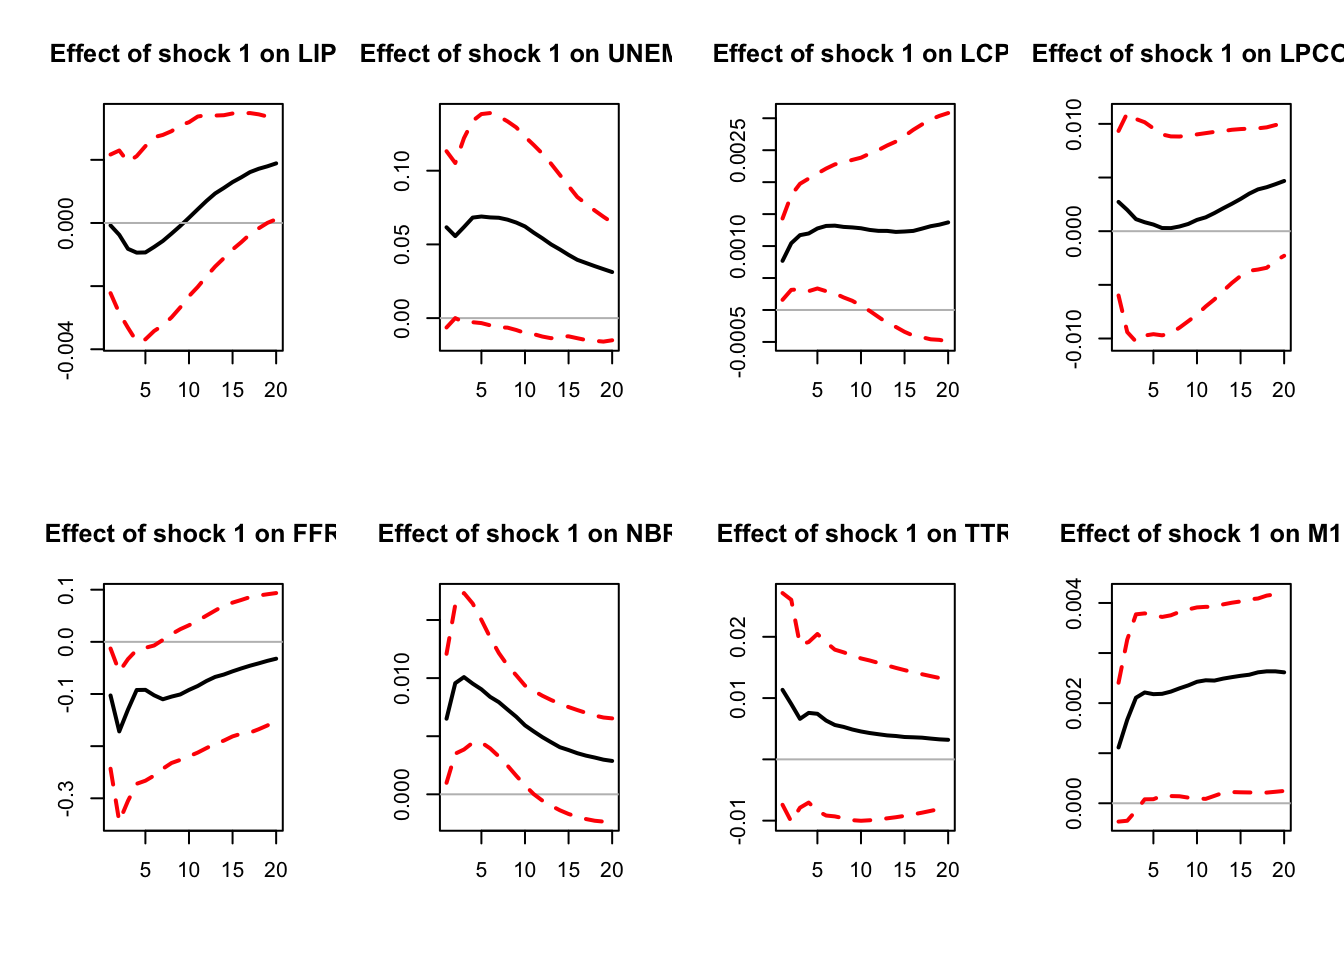 Effect of shock 1 on LIP Effect of shock 1 on UNEM Effect of shock 1 on LCP Effect of shock 1 on LPCO
0.000 -0.004 0.10 0.05 0.00 0.0025 0.0010 -0.0005 0.010 0.000 -0.010
5 10 15 20 5 10 15 20 5 10 15 20 5 10 15 20
Effect of shock 1 on FFR Effect of shock 1 on NBR Effect of shock 1 on TTR Effect of shock 1 on M1
0.1 0.0 -0.1 -0.3 0.010 0.000 0.02 0.01 -0.01 0.004 0.002 0.000
5 10 15 20 5 10 15 20 5 10 15 20 5 10 15 20